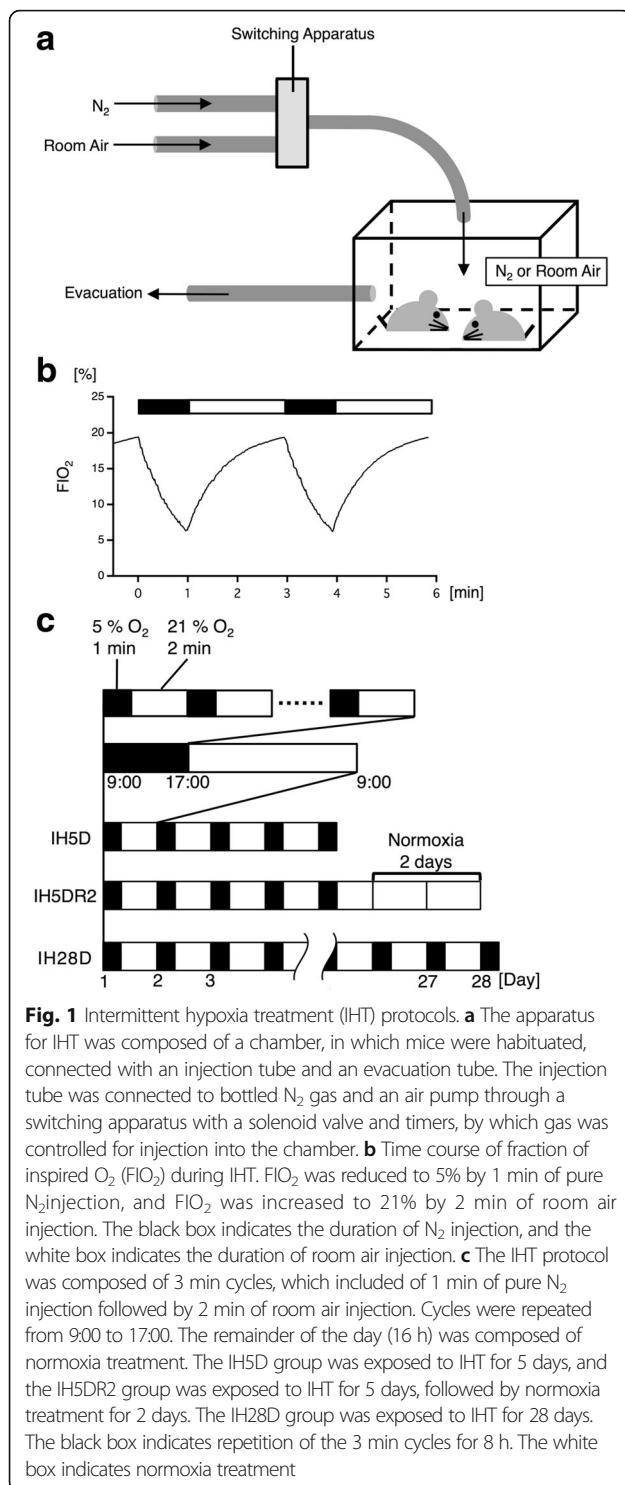 a
Switching Apparatus
N2
Room Air
N2 or Room Air
Evacuation
b
[%]
25
20
15
10
5
0
FIO2
0 1 2 3 4 5 6 [min]
c
5 % O2 21 % O2
1 min 2 min
9:00 17:00 9:00
IH5D
Normoxia
2 days
IH5DR2
IH28D
1 2 3 27 28 [Day]
Fig. 1 Intermittent hypoxia treatment (IHT) protocols. a The apparatus
for IHT was composed of a chamber, in which mice were habituated,
connected with an injection tube and an evacuation tube. The injection
tube was connected to bottled N2 gas and an air pump through a
switching apparatus with a solenoid valve and timers, by which gas was
controlled for injection into the chamber. b Time course of fraction of
inspired O2 (FIO2) during IHT. FIO2 was reduced to 5% by 1 min of pure
N2injection, and FIO2 was increased to 21% by 2 min of room air
injection. The black box indicates the duration of N2 injection, and the
white box indicates the duration of room air injection. c The IHT protocol
was composed of 3 min cycles, which included of 1 min of pure N2
injection followed by 2 min of room air injection. Cycles were repeated
from 9:00 to 17:00. The remainder of the day (16 h) was composed of
normoxia treatment. The IH5D group was exposed to IHT for 5 days, and
the IH5DR2 group was exposed to IHT for 5 days, followed by normoxia
treatment for 2 days. The IH28D group was exposed to IHT for 28 days.
The black box indicates repetition of the 3 min cycles for 8 h. The white
box indicates normoxia treatment